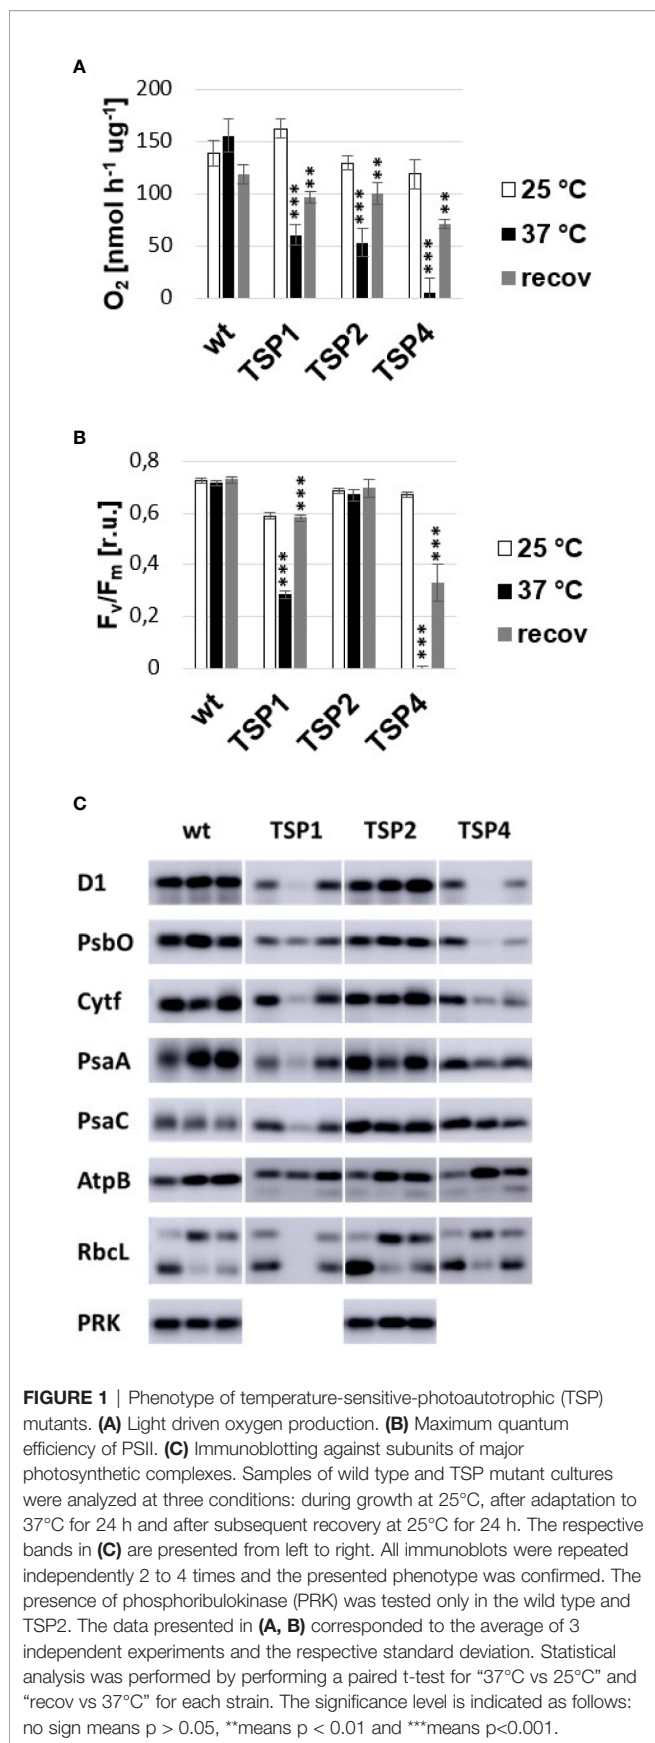 A
200
150
100
50
0
O₂ [nmol h⁻¹ ug⁻¹]
*** ** *** ** *** **
25 °C
37 °C
recov
wt TSP1 TSP2 TSP4
B
0,8
0,6
0,4
0,2
0
Fᵥ/Fₘ [r.u.]
*** *** *** ***
25 °C
37 °C
recov
wt TSP1 TSP2 TSP4
C
wt TSP1 TSP2 TSP4
D1
PsbO
Cytf
PsaA
PsaC
AtpB
RbcL
PRK
FIGURE 1 | Phenotype of temperature-sensitive-photoautotrophic (TSP)
mutants. (A) Light driven oxygen production. (B) Maximum quantum
efficiency of PSII. (C) Immunoblotting against subunits of major
photosynthetic complexes. Samples of wild type and TSP mutant cultures
were analyzed at three conditions: during growth at 25°C, after adaptation to
37°C for 24 h and after subsequent recovery at 25°C for 24 h. The respective
bands in (C) are presented from left to right. All immunoblots were repeated
independently 2 to 4 times and the presented phenotype was confirmed. The
presence of phosphoribulokinase (PRK) was tested only in the wild type and
TSP2. The data presented in (A, B) corresponded to the average of 3
independent experiments and the respective standard deviation. Statistical
analysis was performed by performing a paired t-test for “37°C vs 25°C” and
“recov vs 37°C” for each strain. The significance level is indicated as follows:
no sign means p > 0.05, **means p < 0.01 and ***means p<0.001.